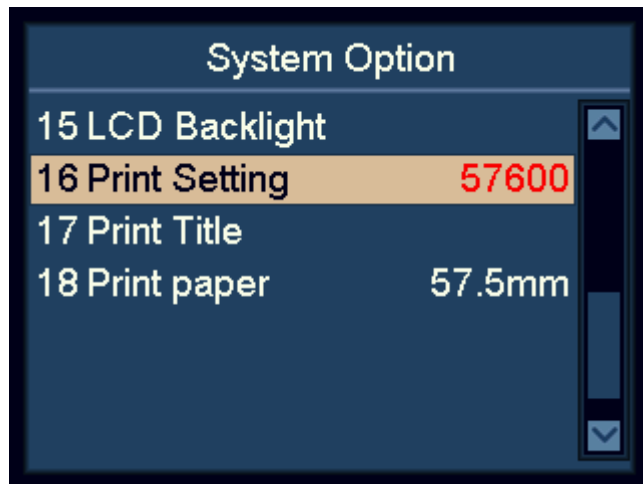 System Option
15 LCD Backlight
16 Print Setting 57600
17 Print Title
18 Print paper 57.5mm